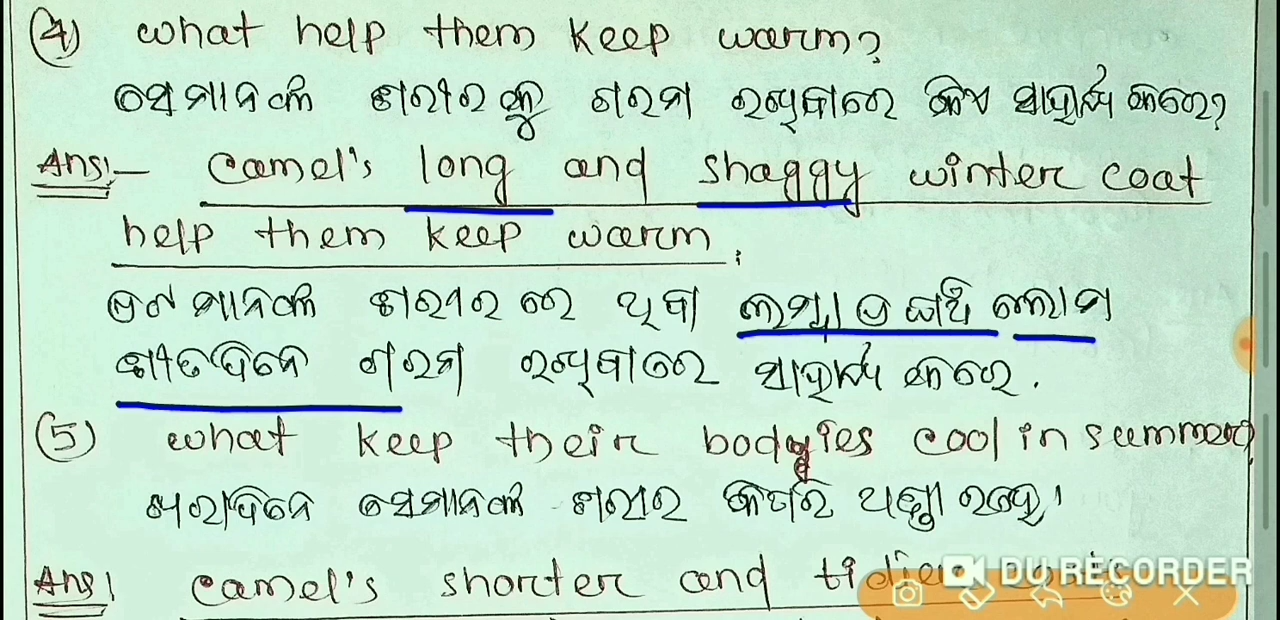 (4) what help them keep warm?
ସେମାନଙ୍କ ଶରୀରକୁ ଗରମ ରଖିବାରେ କିଏ ସାହାଯ୍ୟ କରେ?
Ans:- Camel's long and shaggy winter coat
help them keep warm.
ଓଟମାନଙ୍କ ଶରୀରରେ ଥିବା ଲମ୍ବା ଓ ଘଞ୍ଚ ଲୋମ
ଶୀତଦିନେ ଗରମ ରଖିବାରେ ସାହାଯ୍ୟ କରେ.
(5) what keep their bodies cool in summer?
ଖରାଦିନେ ସେମାନଙ୍କ ଶରୀର କିପରି ଥଣ୍ଡା ରହେ।
Ans: Camel's shorter and
DU RECORDER